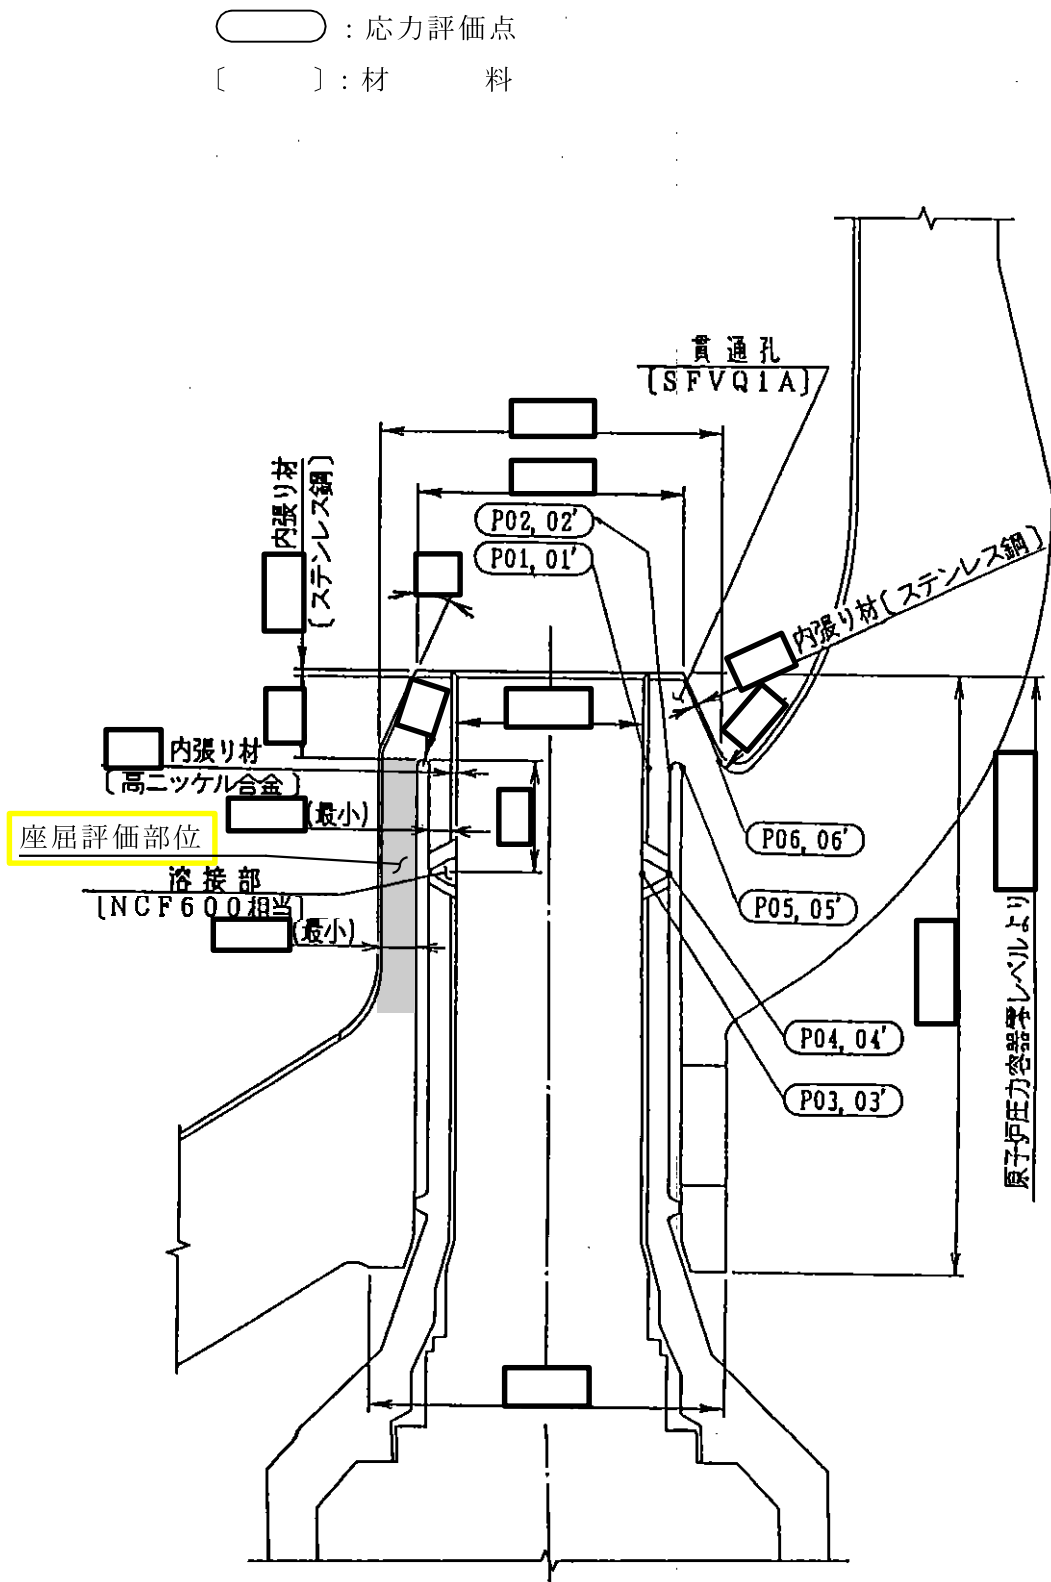 ：応力評価点
〔　　〕：材　　料
貫通孔
〔SFVQ1A〕
内張り材
〔ステンレス鋼〕
P02, 02′
P01, 01′
内張り材〔ステンレス鋼〕
内張り材
〔高ニッケル合金〕
(最小)
座屈評価部位
溶接部
〔NCF600相当〕
(最小)
P06, 06′
P05, 05′
P04, 04′
P03, 03′
原子炉圧力容器零レベルより